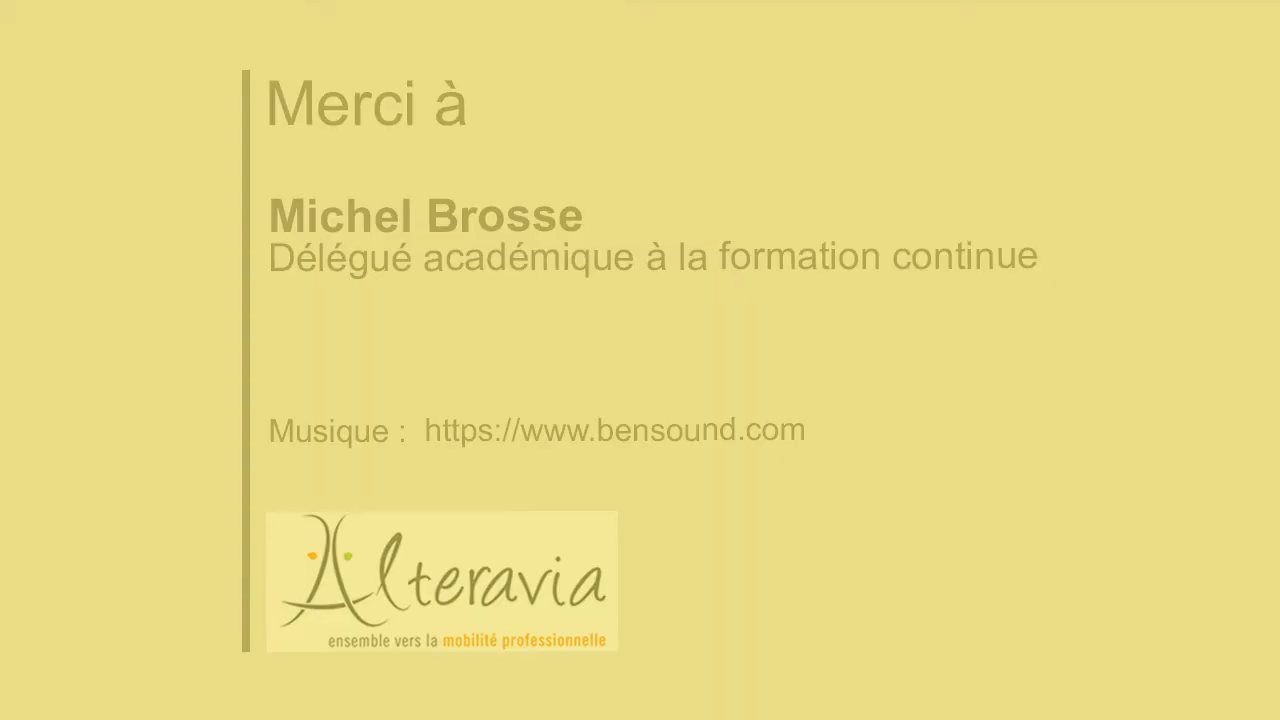 Merci à
Michel Brosse
Délégué académique à la formation continue
Musique : https://www.bensound.com
Alteravia
ensemble vers la mobilité professionnelle